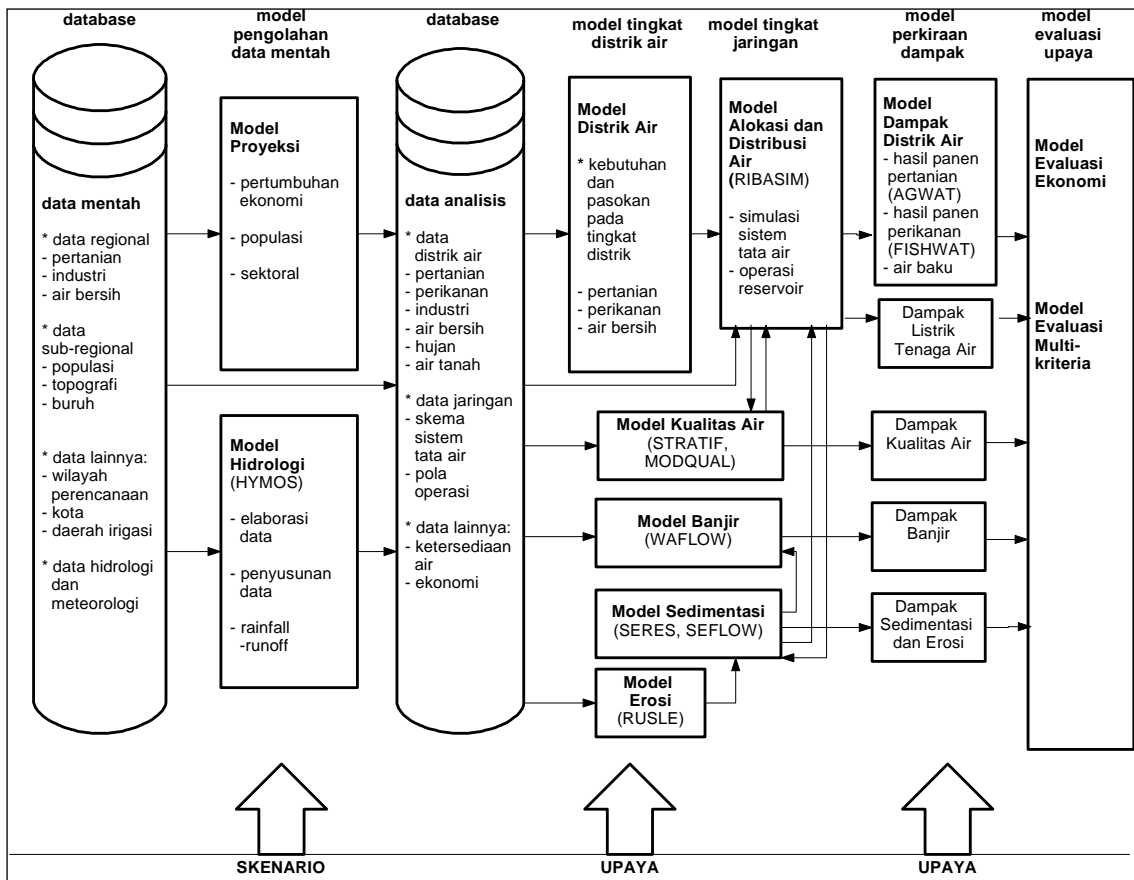 database
model
pengolahan
data mentah
database
model tingkat
distrik air
model tingkat
jaringan
model
perkiraan
dampak
model
evaluasi
upaya
data mentah
* data regional
- pertanian
- industri
- air bersih
* data
sub-regional
- populasi
- topografi
- buruh
* data lainnya:
- wilayah
perencanaan
- kota
- daerah irigasi
* data hidrologi
dan
meteorologi
Model
Proyeksi
- pertumbuhan
ekonomi
- populasi
- sektoral
Model
Hidrologi
(HYMOS)
- elaborasi
data
- penyusunan
data
- rainfall
-runoff
data analisis
* data
distrik air
- pertanian
- perikanan
- industri
- air bersih
- hujan
- air tanah
* data jaringan
- skema
sistem
tata air
- pola
operasi
* data lainnya:
- ketersediaan
air
- ekonomi
Model
Distrik Air
* kebutuhan
dan
pasokan
pada
tingkat
distrik
- pertanian
- perikanan
- air bersih
Model
Alokasi dan
Distribusi
Air
(RIBASIM)
- simulasi
sistem
tata air
- operasi
reservoir
Model Kualitas Air
(STRATIF,
MODQUAL)
Model Banjir
(WAFLOW)
Model Sedimentasi
(SERES, SEFLOW)
Model
Erosi
(RUSLE)
Model
Dampak
Distrik Air
- hasil panen
pertanian
(AGWAT)
- hasil panen
perikanan
(FISHWAT)
- air baku
Dampak
Listrik
Tenaga Air
Dampak
Kualitas Air
Dampak
Banjir
Dampak
Sedimentasi
dan Erosi
Model
Evaluasi
Ekonomi
Model
Evaluasi
Multi-
kriteria
SKENARIO
UPAYA
UPAYA